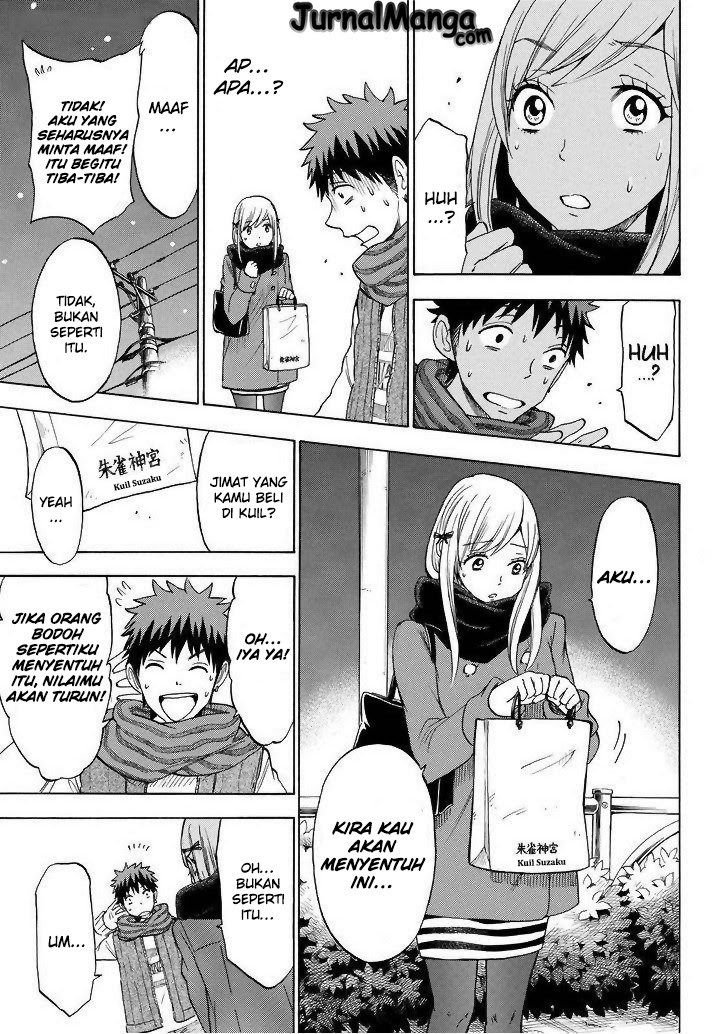 JurnalManga
.com
HUH
...?
AP...
APA...?
MAAF
...
TIDAK!
AKU YANG
SEHARUSNYA
MINTA MAAF!
ITU BEGITU
TIBA-TIBA!
TIDAK,
BUKAN
SEPERTI
ITU.
HUH
....?
JIMAT YANG
KAMU BELI
DI KUIL?
朱雀神宮
Kuil Suzaku
YEAH
...
AKU...
KIRA KAU
AKAN
MENYENTUH
INI...
朱雀神宮
Kuil Suzaku
OH...
IYA YA!
JIKA ORANG
BODOH
SEPERTIKU
MENYENTUH
ITU, NILAIMU
AKAN TURUN!
OH...
BUKAN
SEPERTI
ITU...
UM...